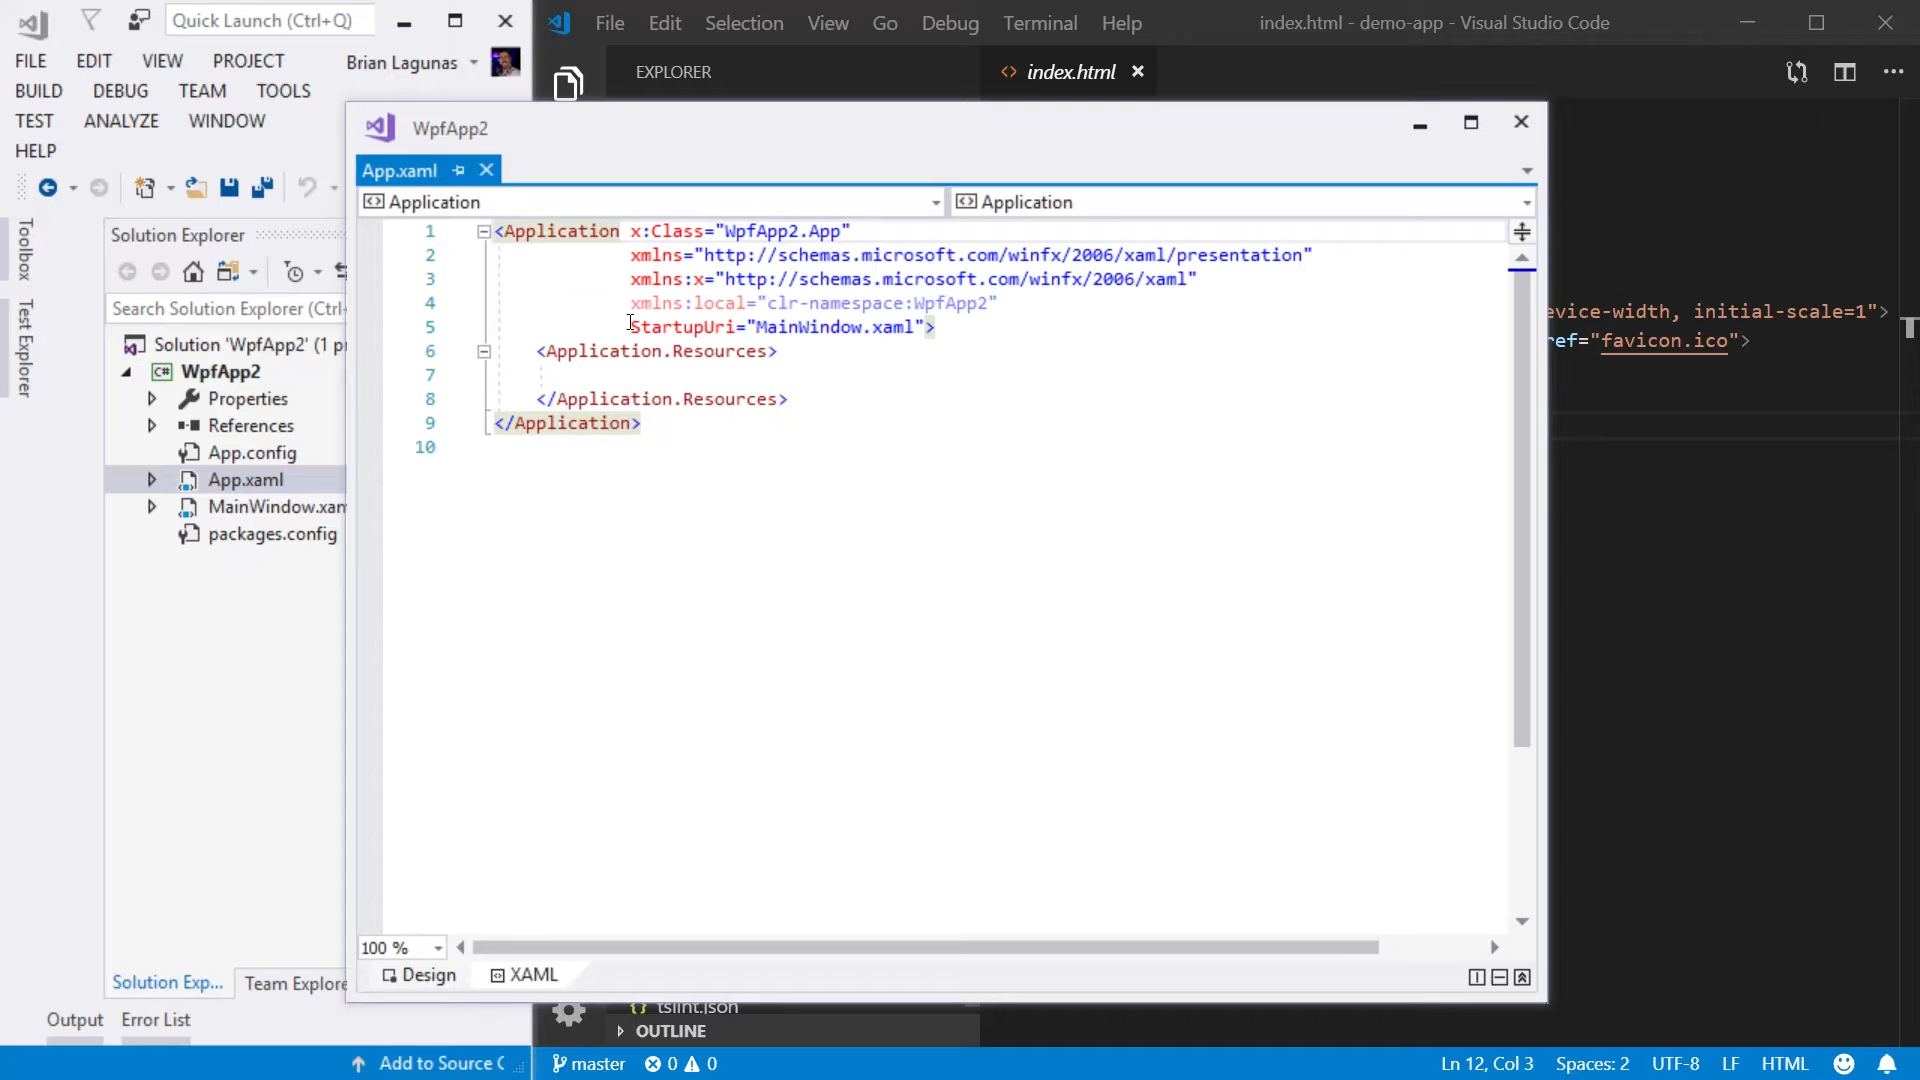 Quick Launch (Ctrl+Q)
FILE EDIT VIEW PROJECT Brian Lagunas
BUILD DEBUG TEAM TOOLS
TEST ANALYZE WINDOW
HELP
Toolbox
Test Explorer
Solution Explorer
Search Solution Explorer (Ctrl+
Solution 'WpfApp2' (1 p
C# WpfApp2
Properties
References
App.config
App.xaml
MainWindow.xam
packages.config
Solution Exp... Team Explore
Output Error List
Add to Source C
File Edit Selection View Go Debug Terminal Help index.html - demo-app - Visual Studio Code
EXPLORER <> index.html
WpfApp2
App.xaml
Application Application
1 <Application x:Class="WpfApp2.App"
2 xmlns="http://schemas.microsoft.com/winfx/2006/xaml/presentation"
3 xmlns:x="http://schemas.microsoft.com/winfx/2006/xaml"
4 xmlns:local="clr-namespace:WpfApp2"
5 StartupUri="MainWindow.xaml">
6 <Application.Resources>
7
8 </Application.Resources>
9 </Application>
10
100 %
Design XAML
evice-width, initial-scale=1">
ref="favicon.ico">
tslint.json
OUTLINE
master 0 0 Ln 12, Col 3 Spaces: 2 UTF-8 LF HTML